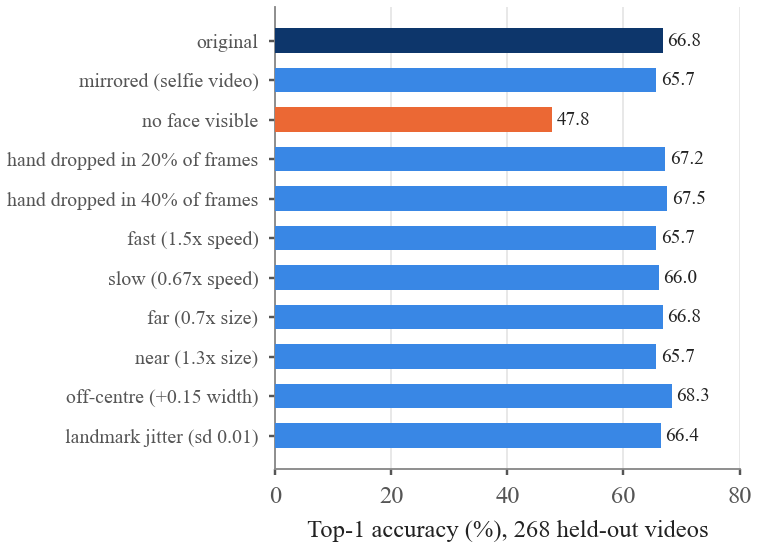 original 66.8
mirrored (selfie video) 65.7
no face visible 47.8
hand dropped in 20% of frames 67.2
hand dropped in 40% of frames 67.5
fast (1.5x speed) 65.7
slow (0.67x speed) 66.0
far (0.7x size) 66.8
near (1.3x size) 65.7
off-centre (+0.15 width) 68.3
landmark jitter (sd 0.01) 66.4
0 20 40 60 80
Top-1 accuracy (%), 268 held-out videos